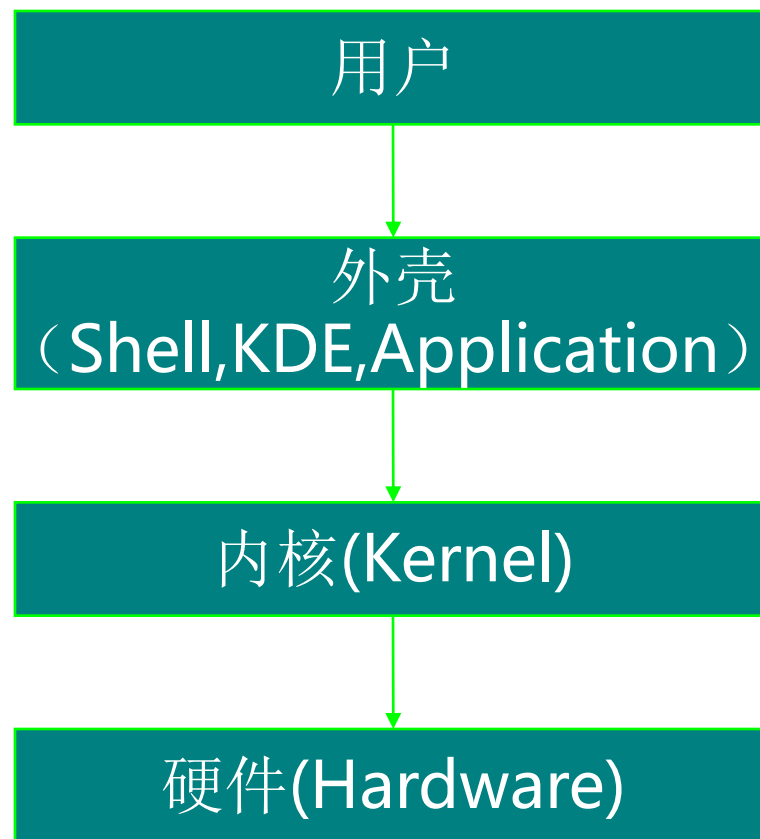 用户
外壳
（Shell,KDE,Application）
内核(Kernel)
硬件(Hardware)